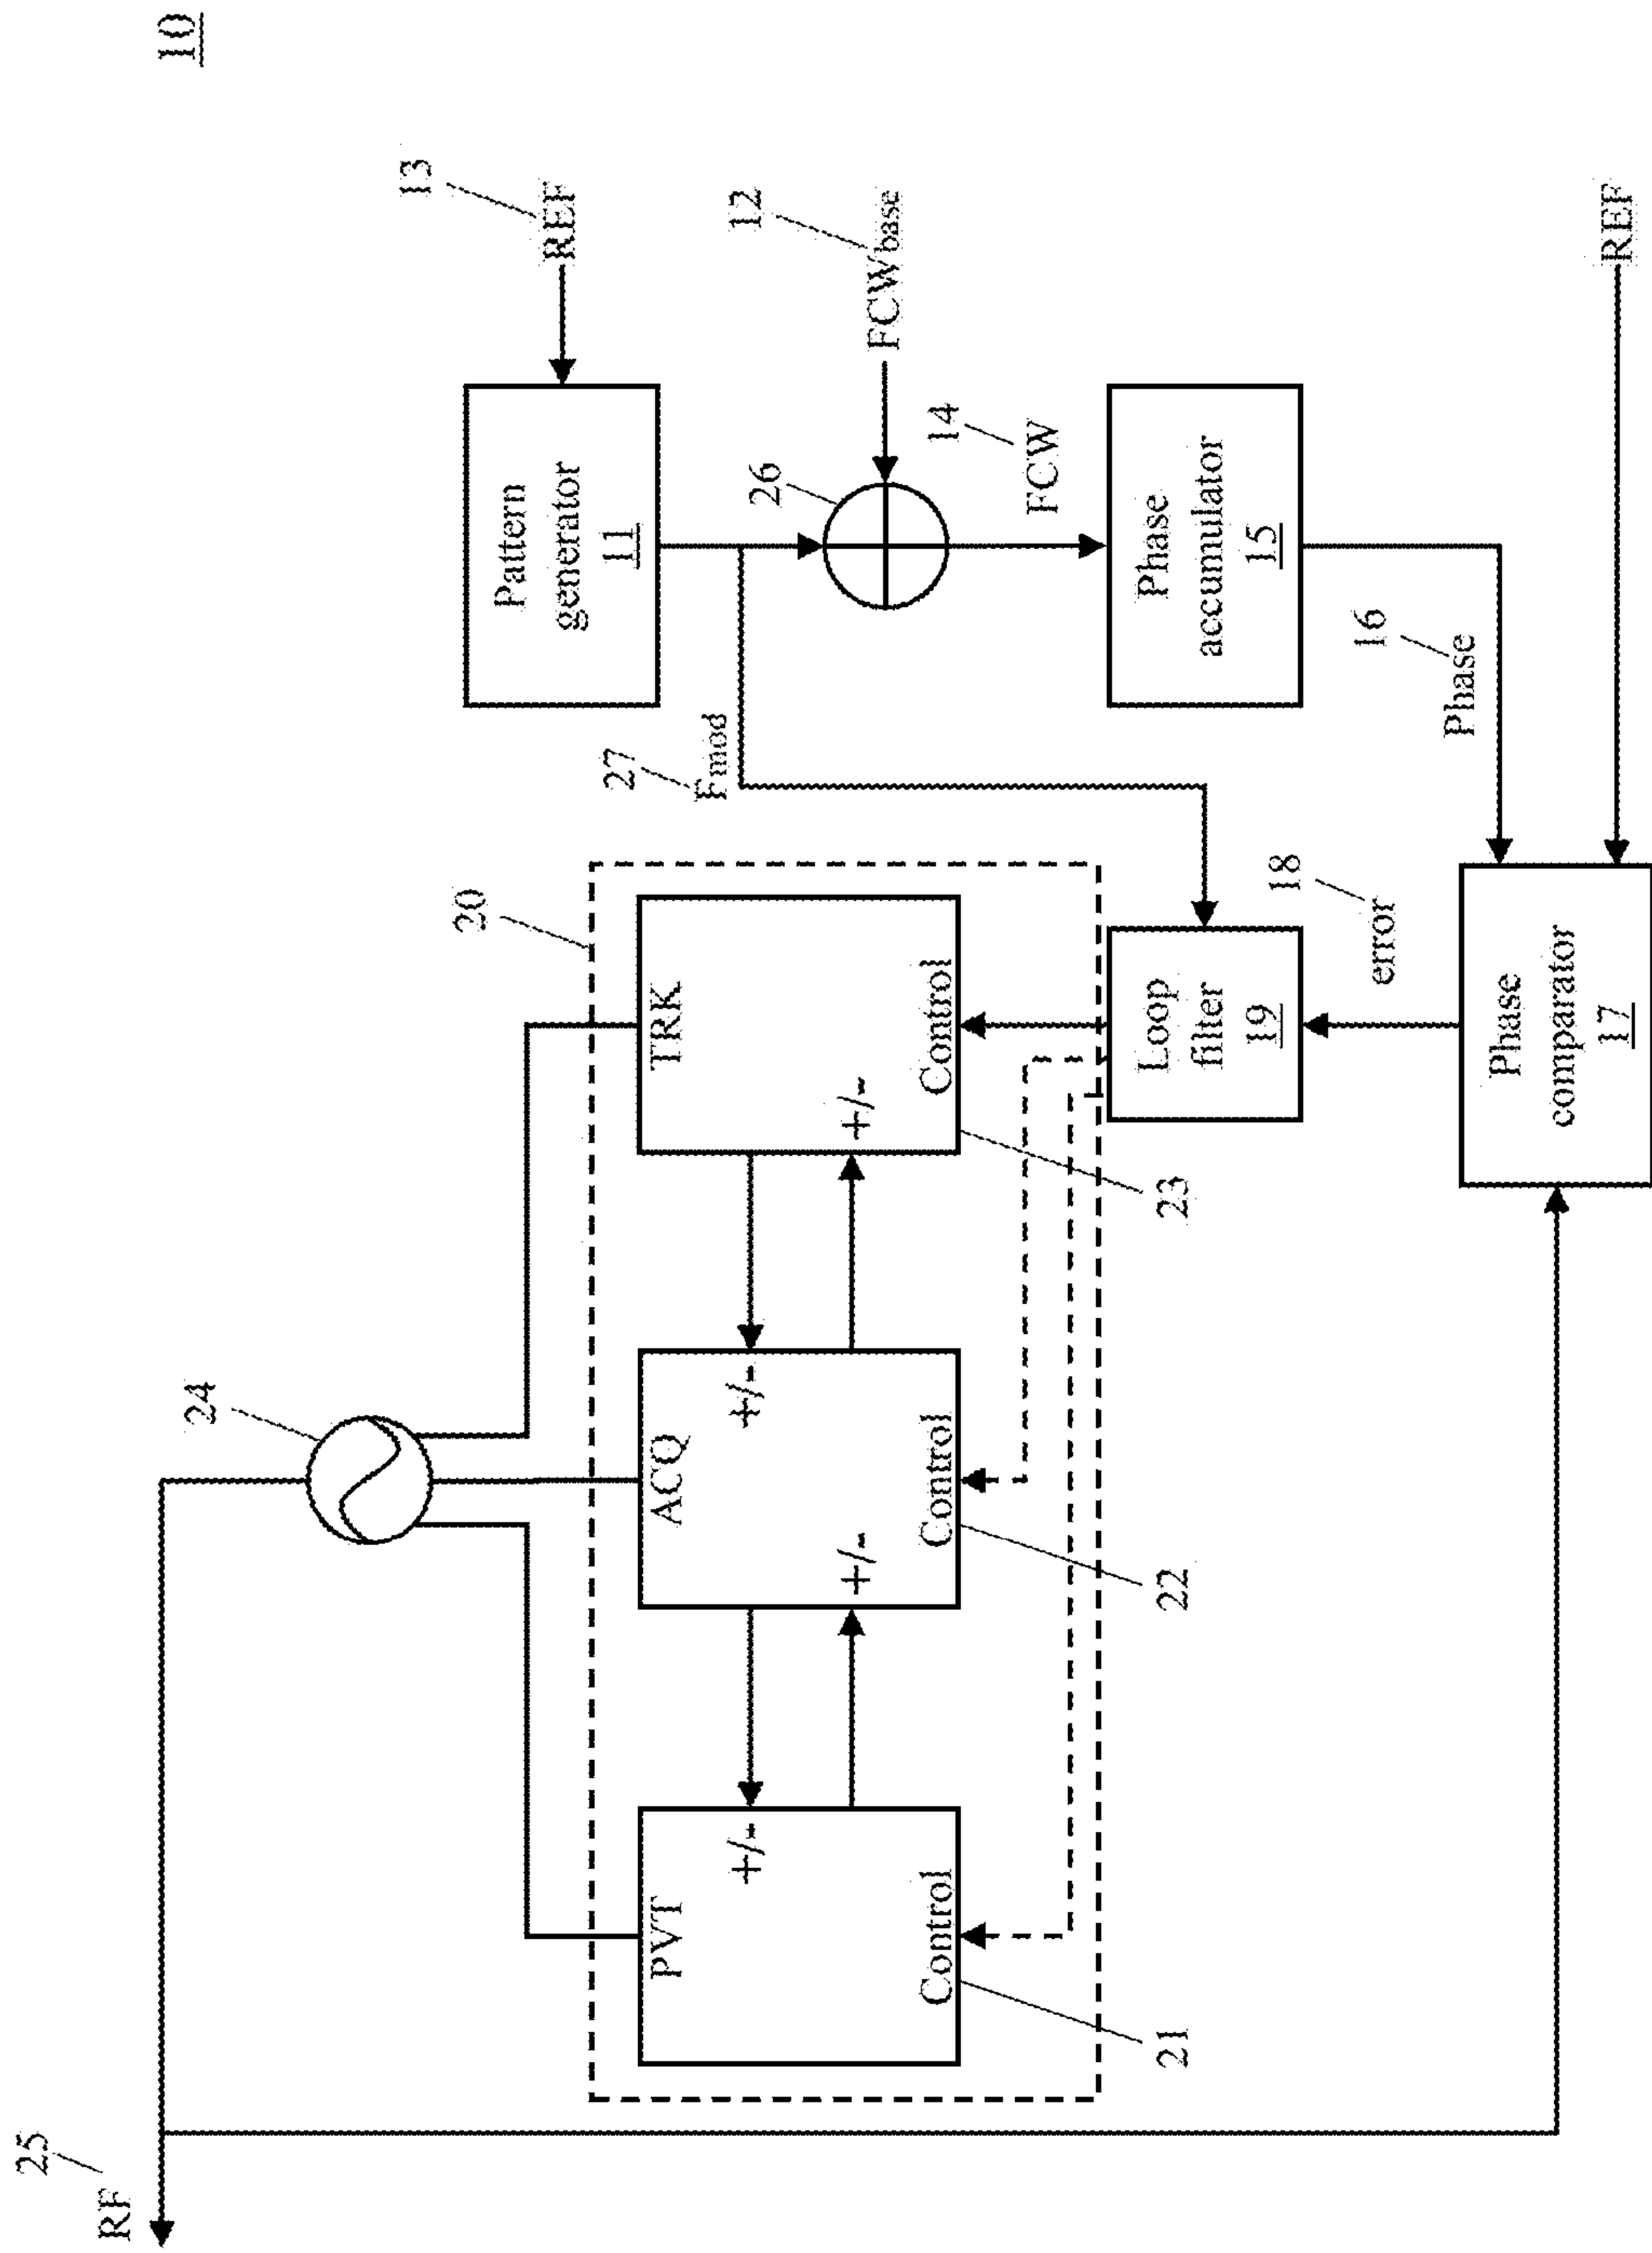 10
25
RF
24
20
PVT
+/-
Control
21
ACQ
+/-
+/-
Control
22
TRK
+/-
Control
23
27
Fmod
Pattern
generator
11
13
REF
26
12
FCWbase
14
FCW
Loop
filter
19
18
error
Phase
accumulator
15
16
Phase
Phase
comparator
17
REF